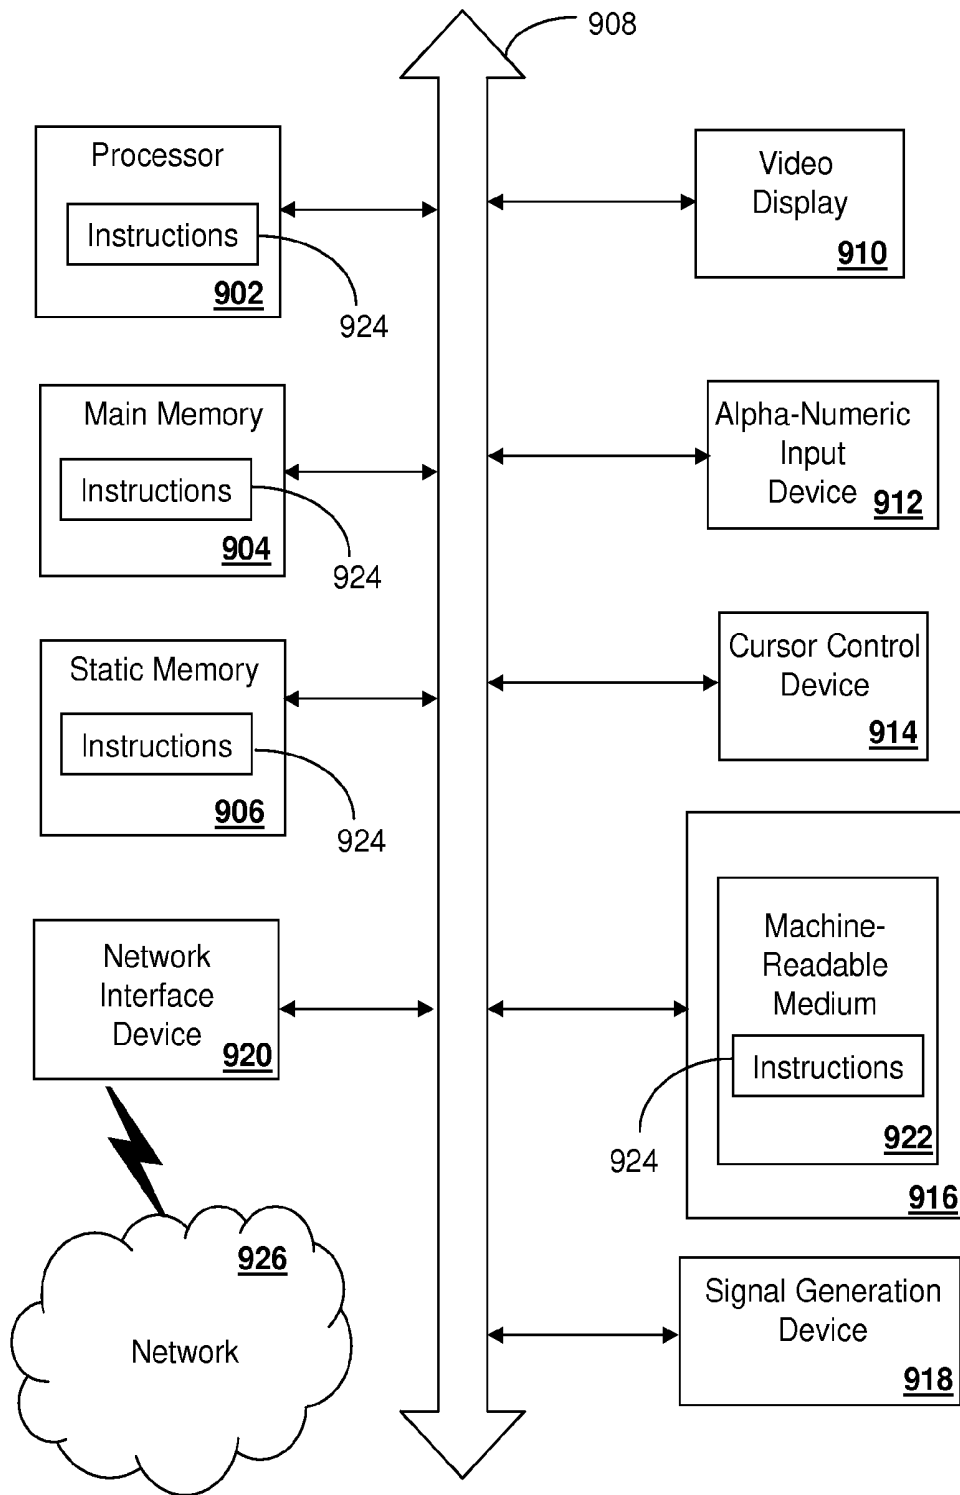 908
Processor
Instructions
902
924
Video
Display
910
Main Memory
Instructions
904
924
Alpha-Numeric
Input
Device
912
Static Memory
Instructions
906
924
Cursor Control
Device
914
Network
Interface
Device
920
Machine-
Readable
Medium
Instructions
922
924
916
926
Network
Signal Generation
Device
918